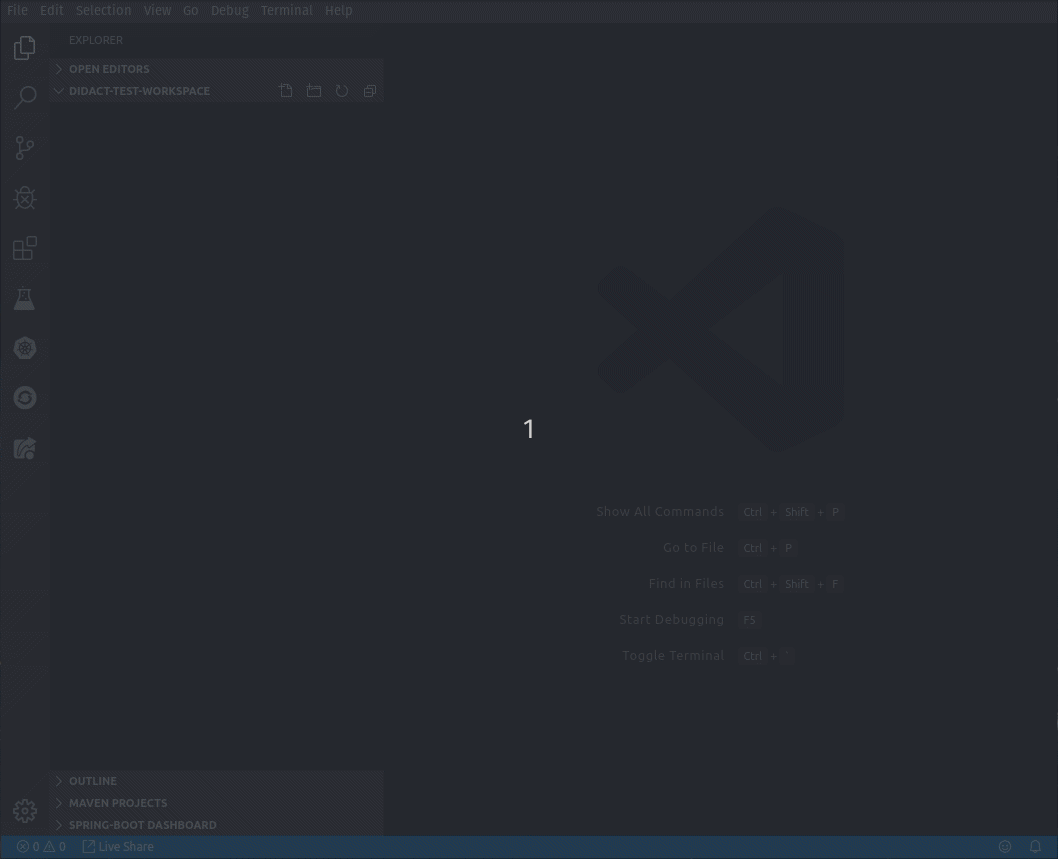 File Edit Selection View Go Debug Terminal Help
EXPLORER
OPEN EDITORS
DIDACT-TEST-WORKSPACE
1
Show All Commands Ctrl + Shift + P
Go to File Ctrl + P
Find in Files Ctrl + Shift + F
Start Debugging F5
Toggle Terminal Ctrl + `
OUTLINE
MAVEN PROJECTS
SPRING-BOOT DASHBOARD
0 0 Live Share